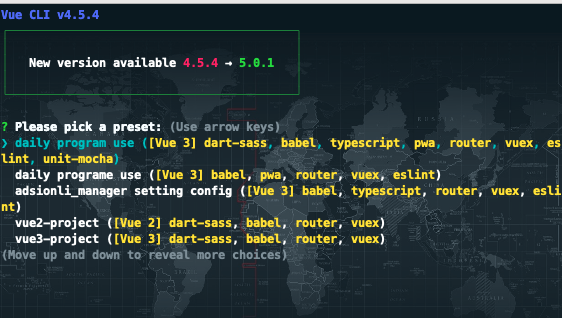 Vue CLI v4.5.4
New version available 4.5.4 → 5.0.1
? Please pick a preset: (Use arrow keys)
❯ daily program use ([Vue 3] dart-sass, babel, typescript, pwa, router, vuex, es
lint, unit-mocha)
daily programe use ([Vue 3] babel, pwa, router, vuex, eslint)
adsionli_manager setting config ([Vue 3] babel, typescript, router, vuex, esli
nt)
vue2-project ([Vue 2] dart-sass, babel, router, vuex)
vue3-project ([Vue 3] dart-sass, babel, router, vuex)
(Move up and down to reveal more choices)